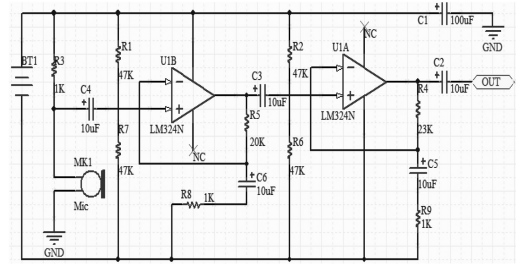 C1
100uF
GND
NC
BT1
R3
1K
R1
47K
U1B
R2
47K
U1A
C4
10uF
C3
10uF
C2
10uF
OUT
LM324N
R5
20K
LM324N
R4
23K
R7
47K
NC
R6
47K
C5
10uF
MK1
Mic
C6
10uF
R8
1K
R9
1K
GND